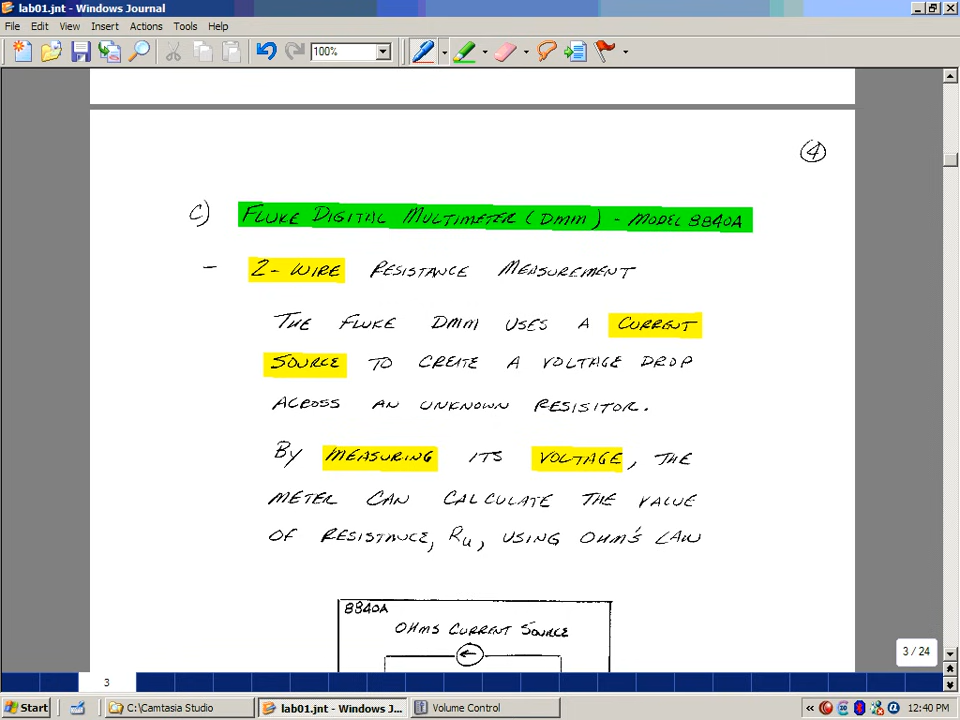 lab01.jnt - Windows Journal
File Edit View Insert Actions Tools Help
100%
4
C) FLUKE DIGITAL MULTIMETER (DMM) - MODEL 8840A
- 2-WIRE RESISTANCE MEASUREMENT
THE FLUKE DMM USES A CURRENT
SOURCE TO CREATE A VOLTAGE DROP
ACROSS AN UNKNOWN RESISITOR.
BY MEASURING ITS VOLTAGE, THE
METER CAN CALCULATE THE VALUE
OF RESISTANCE, RU, USING OHM'S LAW
8840A
OHMS CURRENT SOURCE
3 / 24
3
Start C:\Camtasia Studio lab01.jnt - Windows J... Volume Control 12:40 PM